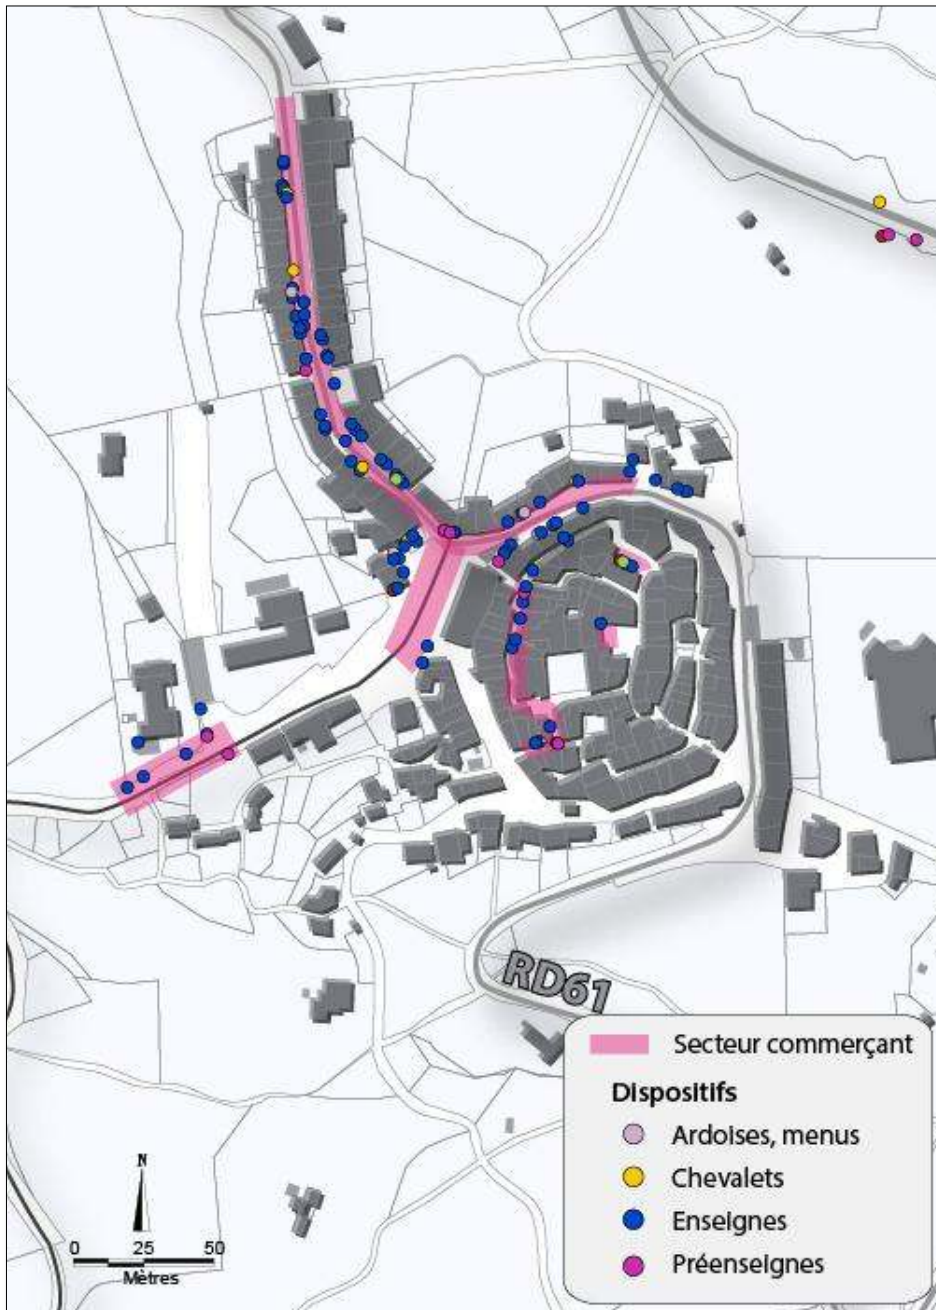 RD61
Secteur commerçant
Dispositifs
Ardoises, menus
Chevalets
Enseignes
Préenseignes
N
0 25 50
Mètres